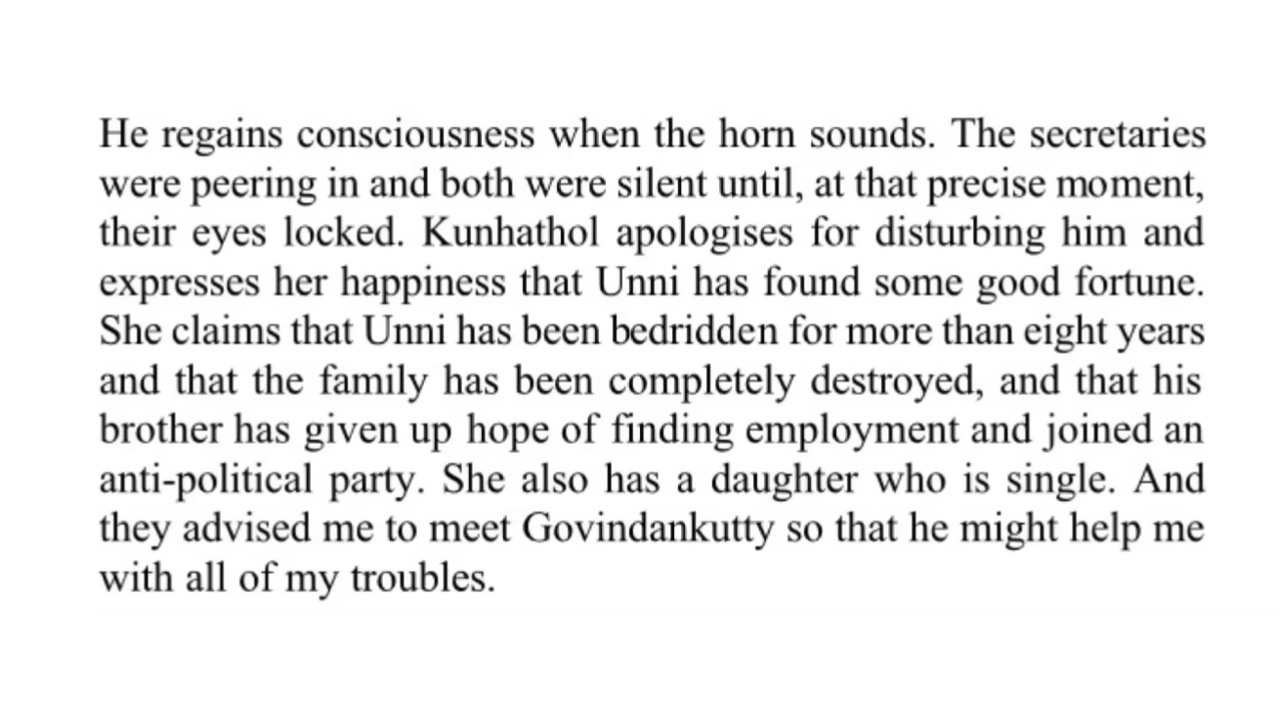 He regains consciousness when the horn sounds. The secretaries
were peering in and both were silent until, at that precise moment,
their eyes locked. Kunhathol apologises for disturbing him and
expresses her happiness that Unni has found some good fortune.
She claims that Unni has been bedridden for more than eight years
and that the family has been completely destroyed, and that his
brother has given up hope of finding employment and joined an
anti-political party. She also has a daughter who is single. And
they advised me to meet Govindankutty so that he might help me
with all of my troubles.